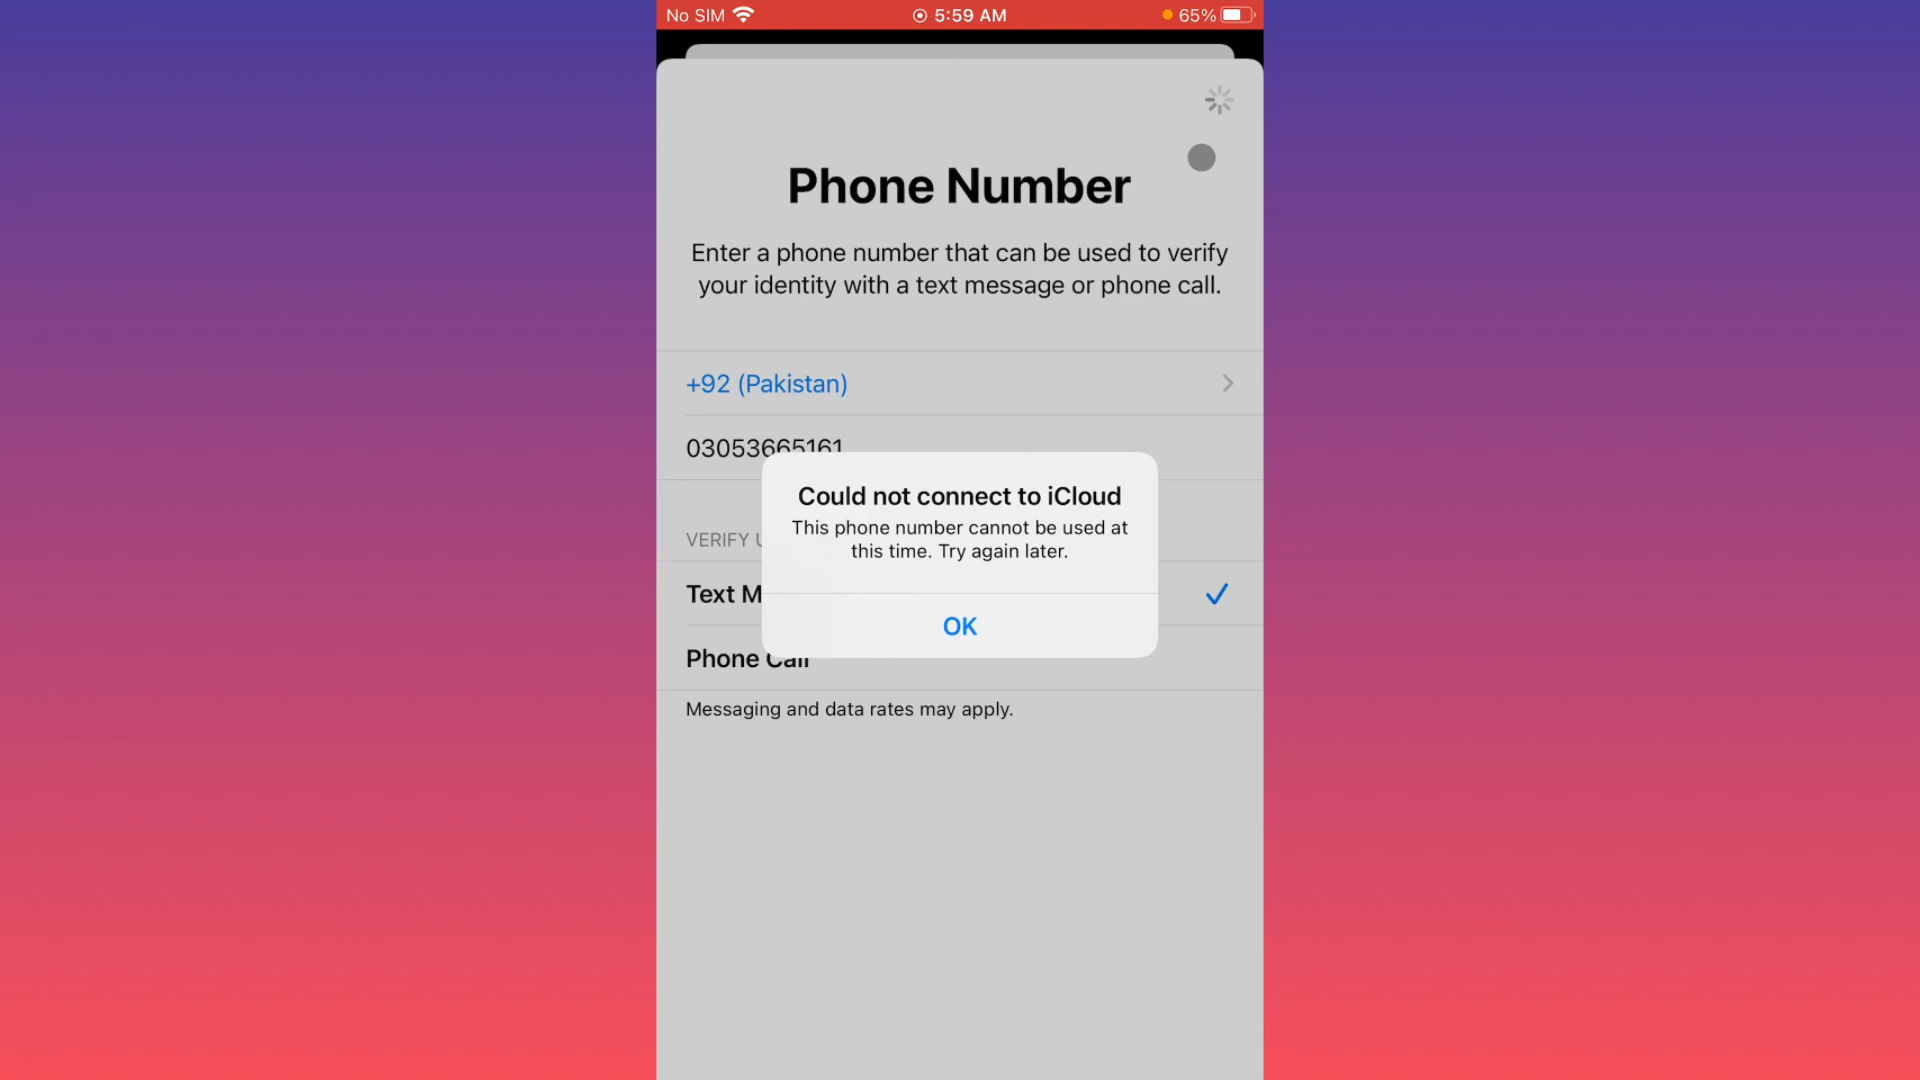 No SIM 5:59 AM 65%
Phone Number
Enter a phone number that can be used to verify
your identity with a text message or phone call.
+92 (Pakistan)
03053665161
Could not connect to iCloud
This phone number cannot be used at
this time. Try again later.
VERIFY
Text M
OK
Phone Call
Messaging and data rates may apply.